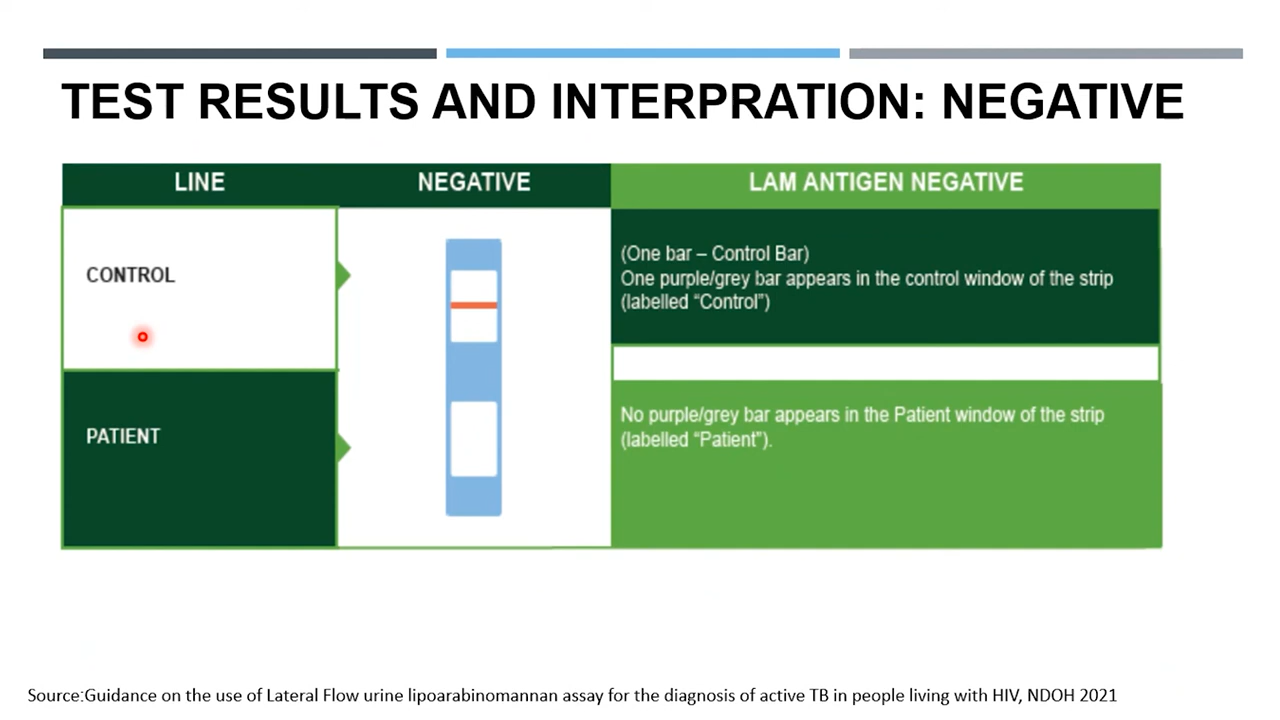 TEST RESULTS AND INTERPRATION: NEGATIVE
LINE
NEGATIVE
LAM ANTIGEN NEGATIVE
CONTROL
(One bar – Control Bar)
One purple/grey bar appears in the control window of the strip
(labelled “Control”)
PATIENT
No purple/grey bar appears in the Patient window of the strip
(labelled “Patient”).
Source:Guidance on the use of Lateral Flow urine lipoarabinomannan assay for the diagnosis of active TB in people living with HIV, NDOH 2021